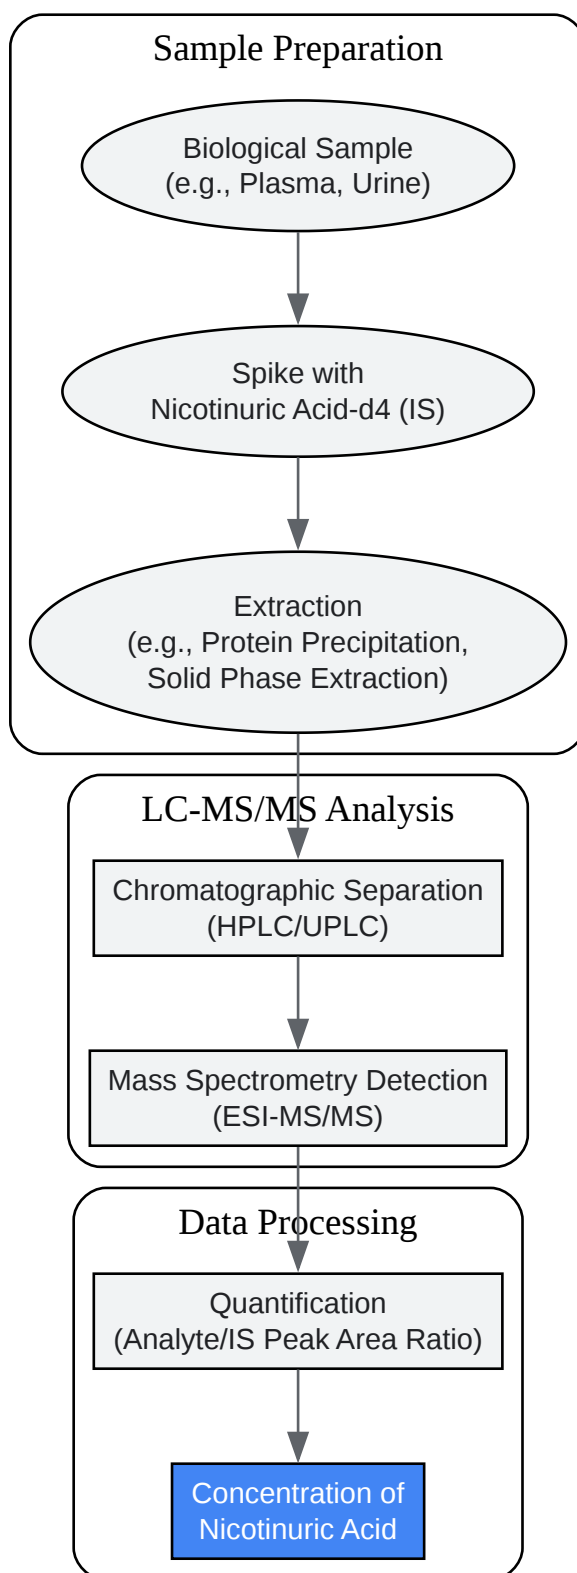 Sample Preparation
Biological Sample
(e.g., Plasma, Urine)
Spike with
Nicotinuric Acid-d4 (IS)
Extraction
(e.g., Protein Precipitation,
Solid Phase Extraction)
LC-MS/MS Analysis
Chromatographic Separation
(HPLC/UPLC)
Mass Spectrometry Detection
(ESI-MS/MS)
Data Processing
Quantification
(Analyte/IS Peak Area Ratio)
Concentration of
Nicotinuric Acid